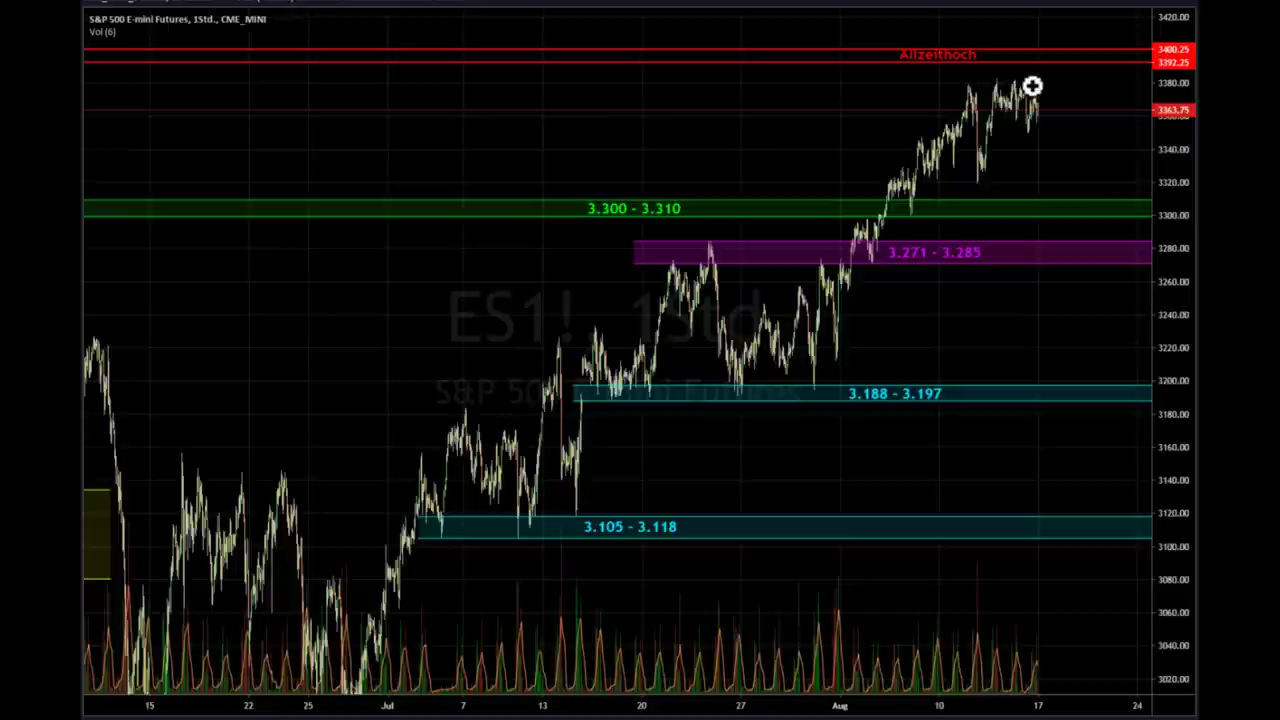 S&P 500 E-mini Futures, 1Std., CME_MINI
Vol (6)
3420.00
Allzeithoch
3400.25
3392.25
3380.00
3363.75
3360.00
3340.00
3320.00
3.300 - 3.310
3300.00
3.271 - 3.285
3280.00
3260.00
ES1!, 1Std.
3240.00
3220.00
S&P 500 E-mini Futures
3200.00
3.188 - 3.197
3180.00
3160.00
3140.00
3120.00
3.105 - 3.118
3100.00
3080.00
3060.00
3040.00
3020.00
15 22 25 Jul 7 13 20 27 Aug 10 17 24